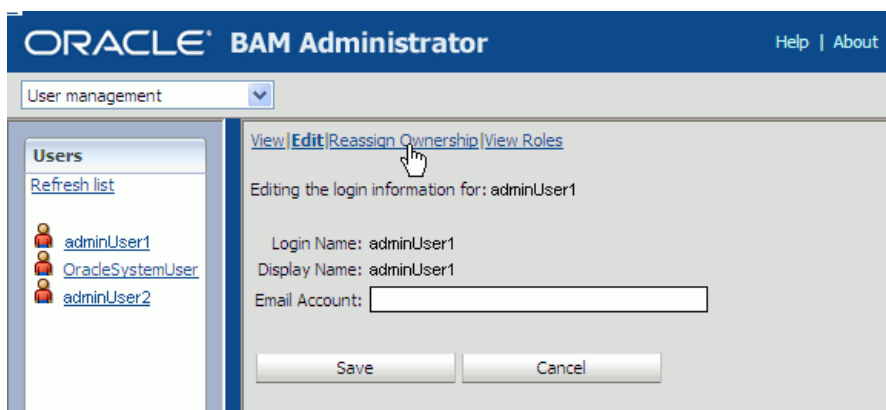 ORACLE BAM Administrator
Help | About
User management
Users
Refresh list
adminUser1
OracleSystemUser
adminUser2
View|Edit|Reassign Ownership|View Roles
Editing the login information for: adminUser1
Login Name: adminUser1
Display Name: adminUser1
Email Account:
Save Cancel